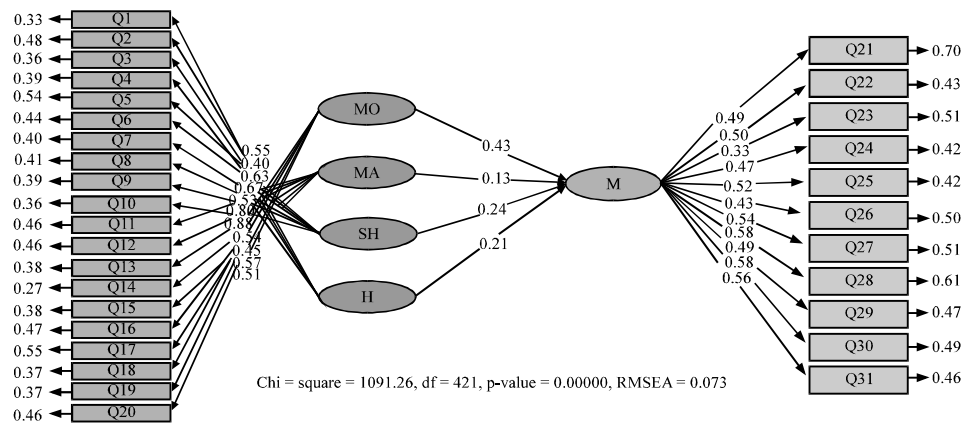 0.33 Q1
0.48 Q2
0.36 Q3
0.39 Q4
0.54 Q5
0.44 Q6
0.40 Q7
0.41 Q8
0.39 Q9
0.36 Q10
0.46 Q11
0.46 Q12
0.38 Q13
0.27 Q14
0.38 Q15
0.47 Q16
0.55 Q17
0.37 Q18
0.37 Q19
0.46 Q20
0.55
0.40
0.63
0.67
0.88
0.54
0.45
0.57
0.51
MO
MA
SH
H
0.43
0.13
0.24
0.21
M
0.49
0.50
0.33
0.47
0.52
0.43
0.54
0.58
0.49
0.58
0.56
Q21 0.70
Q22 0.43
Q23 0.51
Q24 0.42
Q25 0.42
Q26 0.50
Q27 0.51
Q28 0.61
Q29 0.47
Q30 0.49
Q31 0.46
Chi = square = 1091.26, df = 421, p-value = 0.00000, RMSEA = 0.073